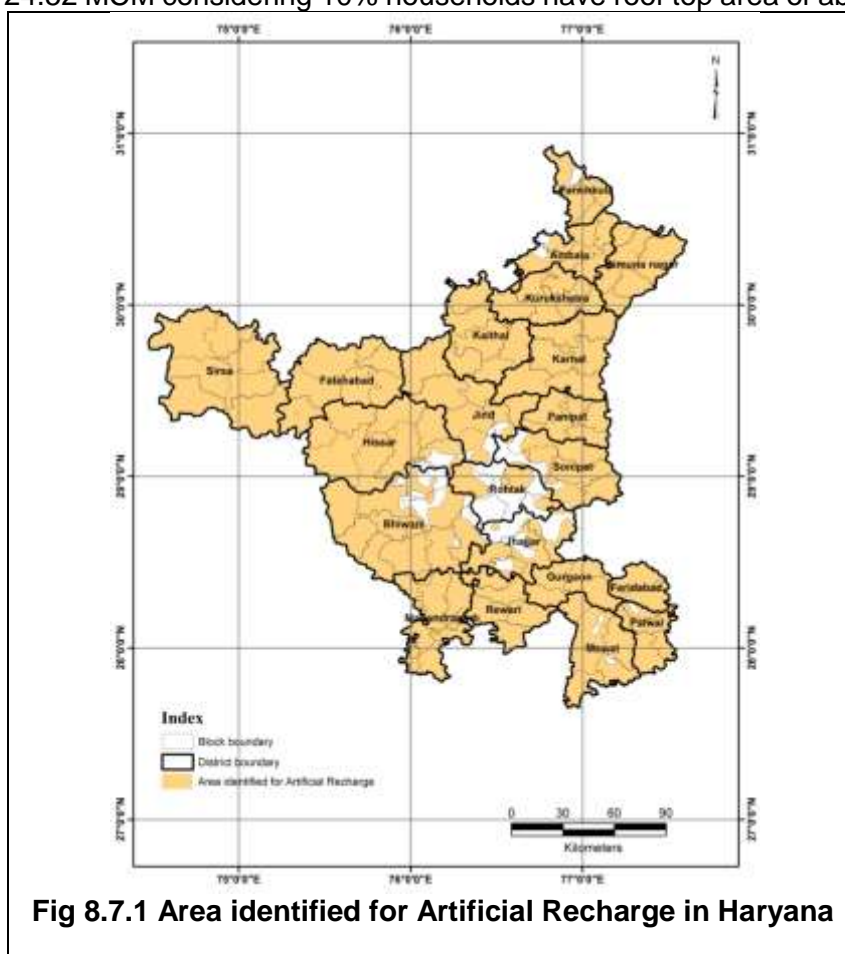 24.82 MCM considering 10% households have roof top area of ab
75°0'0"E 76°0'0"E 77°0'0"E
N
31°0'0"N 31°0'0"N
Panchkula
Ambala
Yamuna nagar
Kurukshetra
30°0'0"N 30°0'0"N
Kaithal
Karnal
Sirsa
Fatehabad
Jind
Panipat
Hissar
Sonipat
29°0'0"N 29°0'0"N
Rohtak
Bhiwani
Jhajjar
Gurgaon
Faridabad
Rewari
Palwal
28°0'0"N 28°0'0"N
Mewat
Index
Block boundary
District boundary
Area identified for Artificial Recharge
0 30 60 90
Kilometers
27°0'0"N 27°0'0"N
75°0'0"E 76°0'0"E 77°0'0"E
Fig 8.7.1 Area identified for Artificial Recharge in Haryana